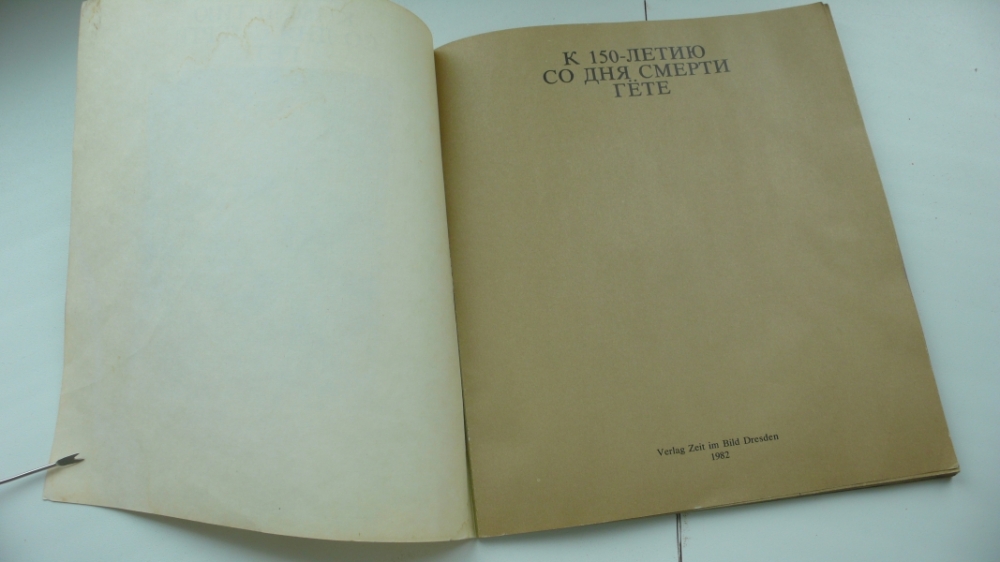 К 150-ЛЕТИЮ
СО ДНЯ СМЕРТИ
ГЁТЕ
Verlag Zeit im Bild Dresden
1982